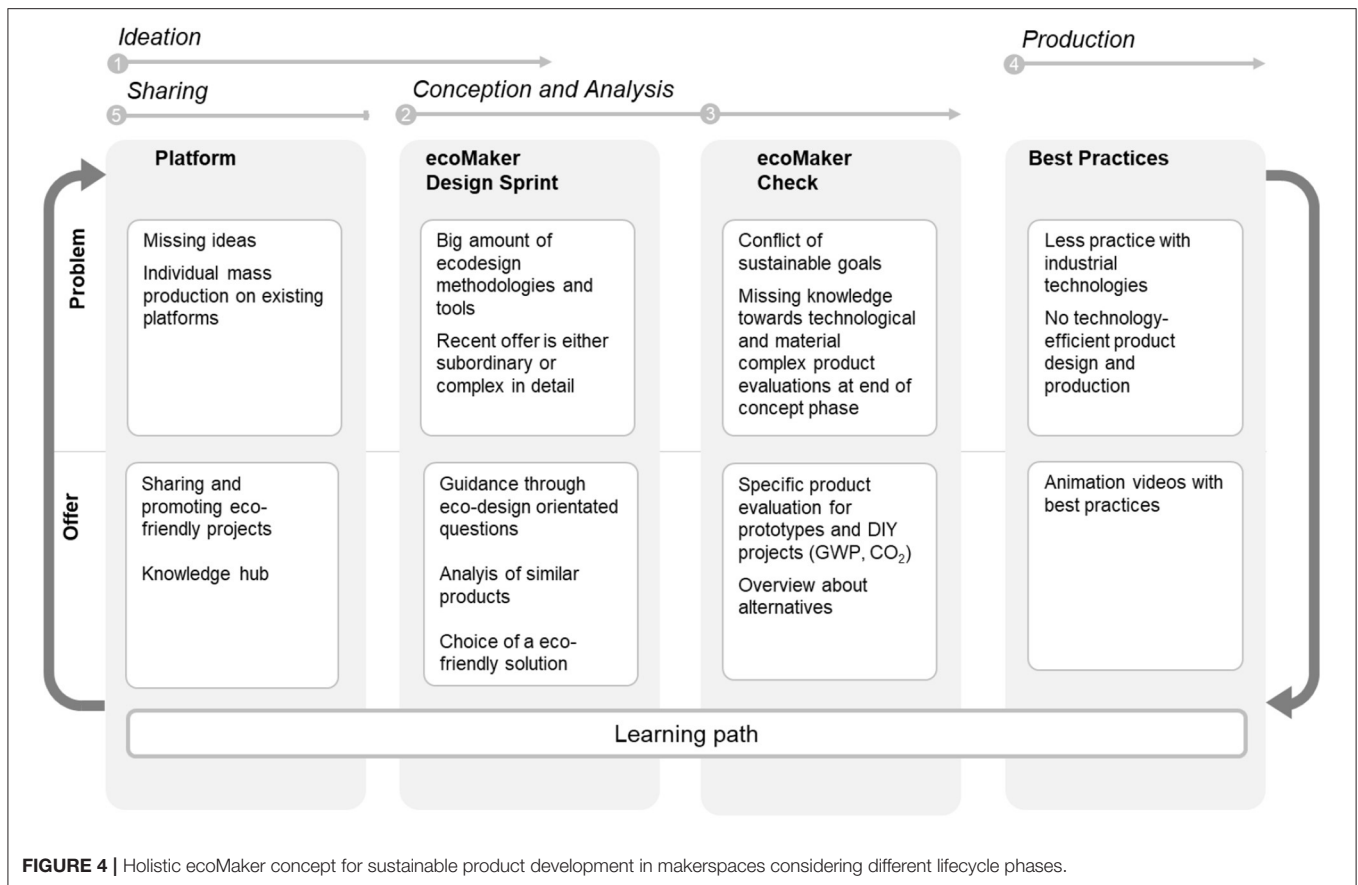 Ideation
1
Production
4
Sharing
5
Conception and Analysis
2
3
Platform
ecoMaker
Design Sprint
ecoMaker
Check
Best Practices
Problem
Missing ideas
Individual mass
production on existing
platforms
Big amount of
ecodesign
methodologies and
tools
Recent offer is either
subordinary or
complex in detail
Conflict of
sustainable goals
Missing knowledge
towards technological
and material
complex product
evaluations at end of
concept phase
Less practice with
industrial
technologies
No technology-
efficient product
design and
production
Offer
Sharing and
promoting eco-
friendly projects
Knowledge hub
Guidance through
eco-design orientated
questions
Analyis of similar
products
Choice of a eco-
friendly solution
Specific product
evaluation for
prototypes and DIY
projects (GWP, CO₂)
Overview about
alternatives
Animation videos with
best practices
Learning path
FIGURE 4 | Holistic ecoMaker concept for sustainable product development in makerspaces considering different lifecycle phases.